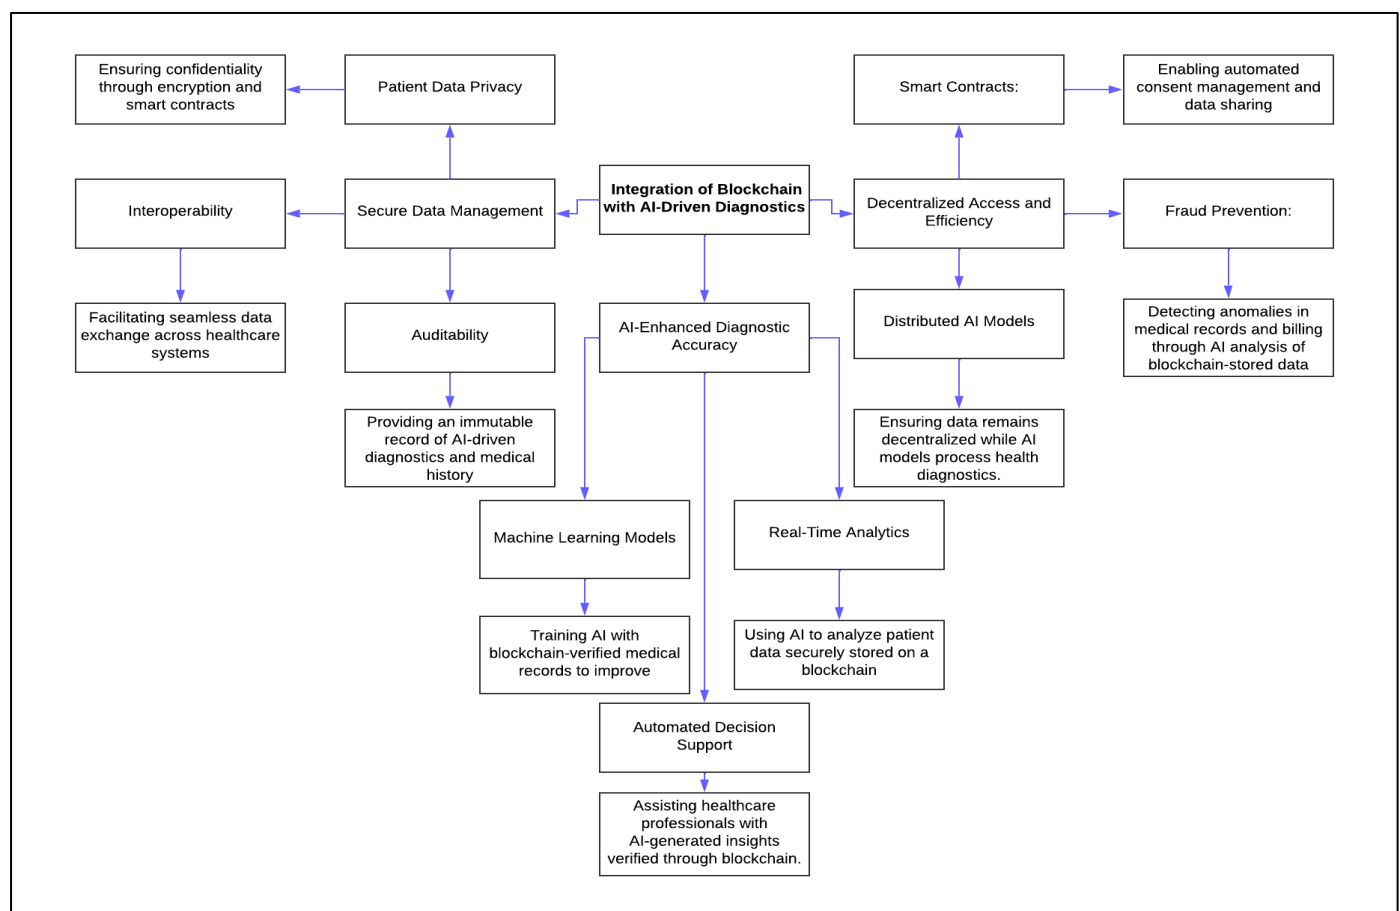 Ensuring confidentiality
through encryption and
smart contracts
Patient Data Privacy
Smart Contracts:
Enabling automated
consent management and
data sharing
Interoperability
Secure Data Management
Integration of Blockchain
with AI-Driven Diagnostics
Decentralized Access and
Efficiency
Fraud Prevention:
Facilitating seamless data
exchange across healthcare
systems
Auditability
AI-Enhanced Diagnostic
Accuracy
Distributed AI Models
Detecting anomalies in
medical records and billing
through AI analysis of
blockchain-stored data
Providing an immutable
record of AI-driven
diagnostics and medical
history
Ensuring data remains
decentralized while AI
models process health
diagnostics.
Machine Learning Models
Real-Time Analytics
Training AI with
blockchain-verified medical
records to improve
Using AI to analyze patient
data securely stored on a
blockchain
Automated Decision
Support
Assisting healthcare
professionals with
AI-generated insights
verified through blockchain.